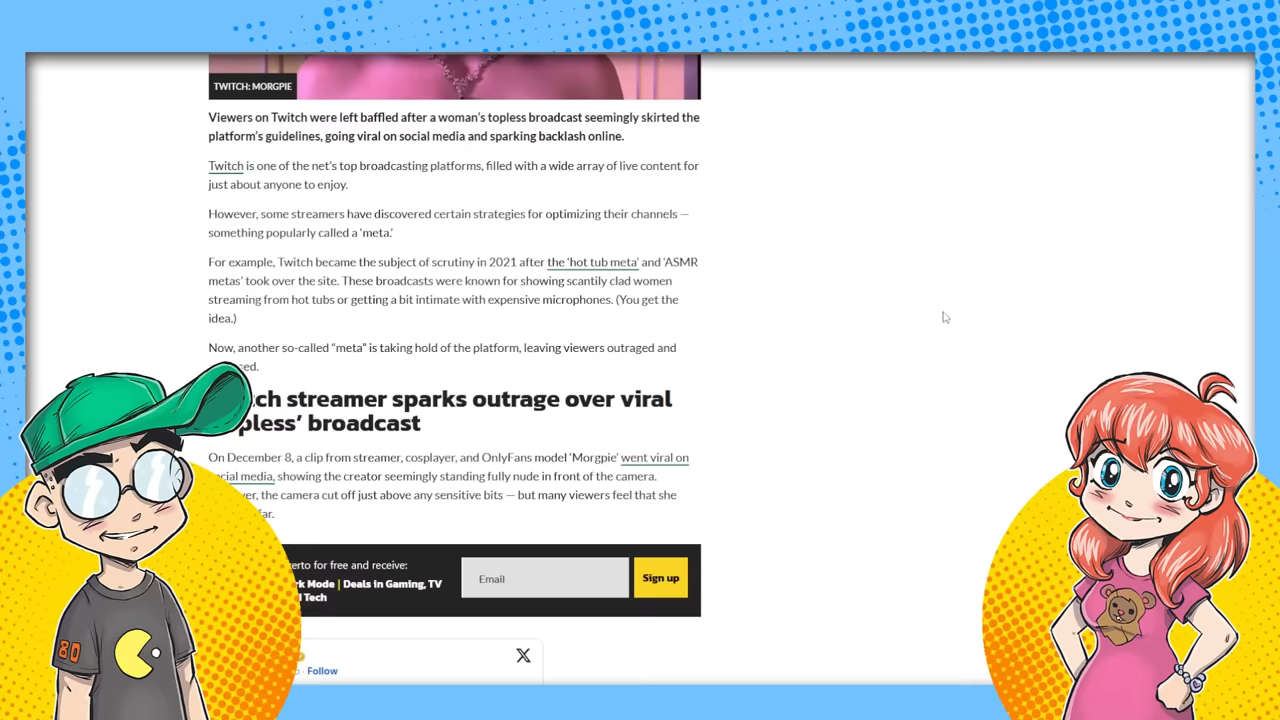 TWITCH: MORGPIE
Viewers on Twitch were left baffled after a woman's topless broadcast seemingly skirted the
platform's guidelines, going viral on social media and sparking backlash online.
Twitch is one of the net's top broadcasting platforms, filled with a wide array of live content for
just about anyone to enjoy.
However, some streamers have discovered certain strategies for optimizing their channels —
something popularly called a 'meta.'
For example, Twitch became the subject of scrutiny in 2021 after the 'hot tub meta' and 'ASMR
metas' took over the site. These broadcasts were known for showing scantily clad women
streaming from hot tubs or getting a bit intimate with expensive microphones. (You get the
idea.)
Now, another so-called “meta” is taking hold of the platform, leaving viewers outraged and
streamer sparks outrage over viral
broadcast
On December 8, a clip from streamer, cosplayer, and OnlyFans model 'Morgpie' went viral on
media, showing the creator seemingly standing fully nude in front of the camera.
the camera cut off just above any sensitive bits — but many viewers feel that she
far.
for free and receive:
Mode | Deals in Gaming, TV
Tech
Email
Sign up
X
Follow
80